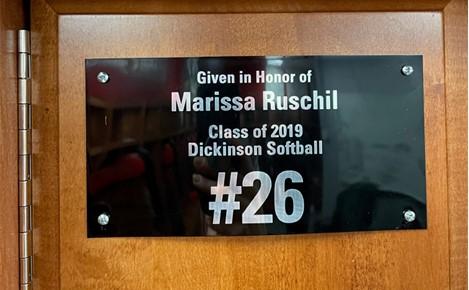 Given in Honor of
Marissa Ruschil
Class of 2019
Dickinson Softball
#26